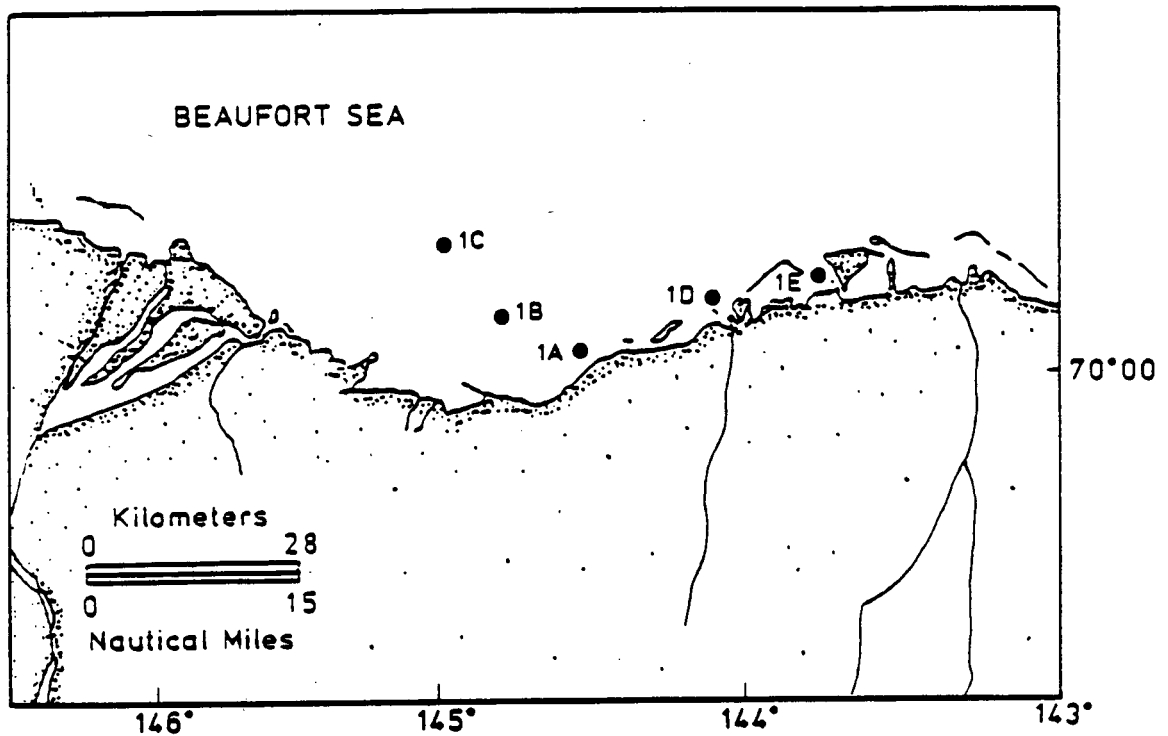 BEAUFORT SEA
1C
1B
1A
1D
1E
70°00
Kilometers
0 28
0 15
Nautical Miles
146° 145° 144° 143°